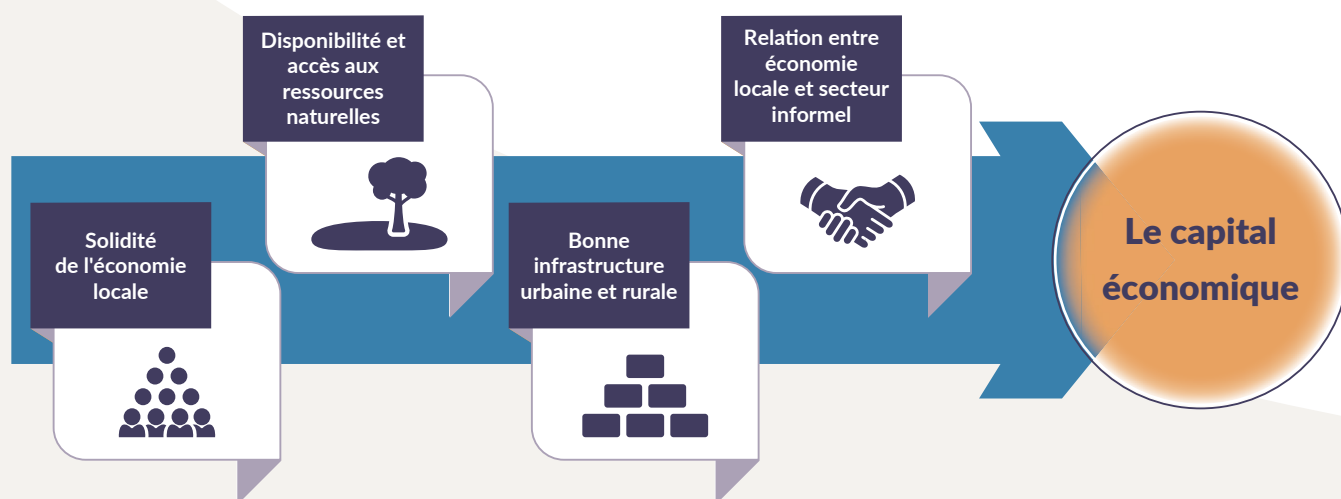 Disponibilité et
accès aux
ressources
naturelles
Relation entre
économie
locale et secteur
informel
Solidité
de l'économie
locale
Bonne
infrastructure
urbaine et rurale
Le capital
économique